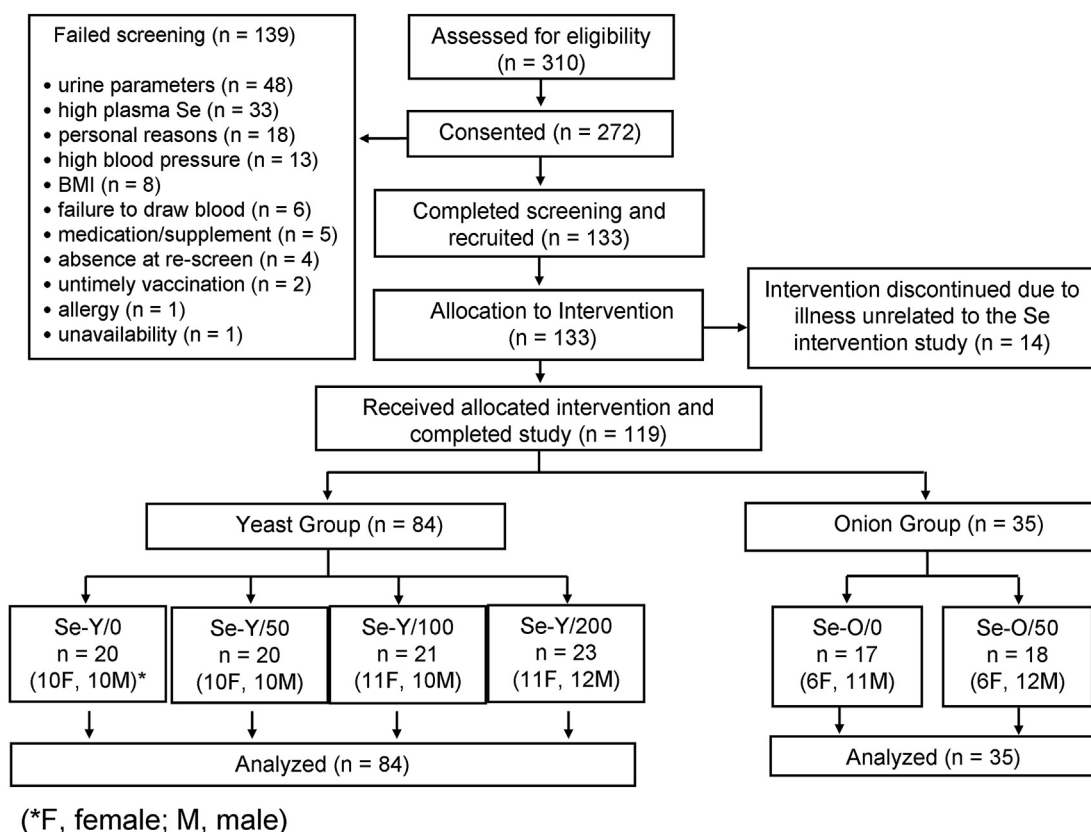 Assessed for eligibility
(n = 310)
Failed screening (n = 139)
• urine parameters (n = 48)
• high plasma Se (n = 33)
• personal reasons (n = 18)
• high blood pressure (n = 13)
• BMI (n = 8)
• failure to draw blood (n = 6)
• medication/supplement (n = 5)
• absence at re-screen (n = 4)
• untimely vaccination (n = 2)
• allergy (n = 1)
• unavailability (n = 1)
Consented (n = 272)
Completed screening and
recruited (n = 133)
Allocation to Intervention
(n = 133)
Intervention discontinued due to
illness unrelated to the Se
intervention study (n = 14)
Received allocated intervention and
completed study (n = 119)
Yeast Group (n = 84)
Onion Group (n = 35)
Se-Y/0
n = 20
(10F, 10M)*
Se-Y/50
n = 20
(10F, 10M)
Se-Y/100
n = 21
(11F, 10M)
Se-Y/200
n = 23
(11F, 12M)
Se-O/0
n = 17
(6F, 11M)
Se-O/50
n = 18
(6F, 12M)
Analyzed (n = 84)
Analyzed (n = 35)
(*F, female; M, male)